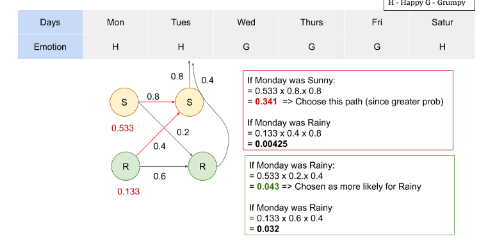 H - Happy G - Grumpy
Days Mon Tues Wed Thurs Fri Satur
Emotion H H G G G H
0.8 0.4
S 0.8 S
0.533
0.2
0.4
R 0.6 R
0.133
If Monday was Sunny:
= 0.533 x 0.8.x 0.8
= 0.341 => Choose this path (since greater prob)
If Monday was Rainy
= 0.133 x 0.4 x 0.8
= 0.00425
If Monday was Rainy:
= 0.533 x 0.2.x 0.4
= 0.043 => Chosen as more likely for Rainy
If Monday was Rainy
= 0.133 x 0.6 x 0.4
= 0.032